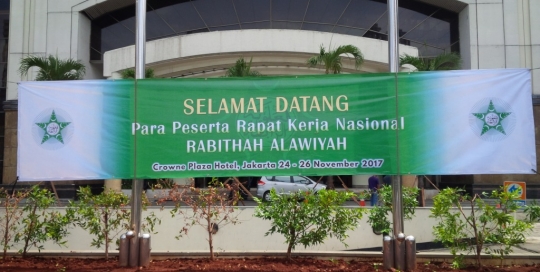 SELAMAT DATANG
Para Peserta Rapat Kerja Nasional
RABITHAH ALAWIYAH
Crowne Plaza Hotel, Jakarta 24 - 26 November 2017